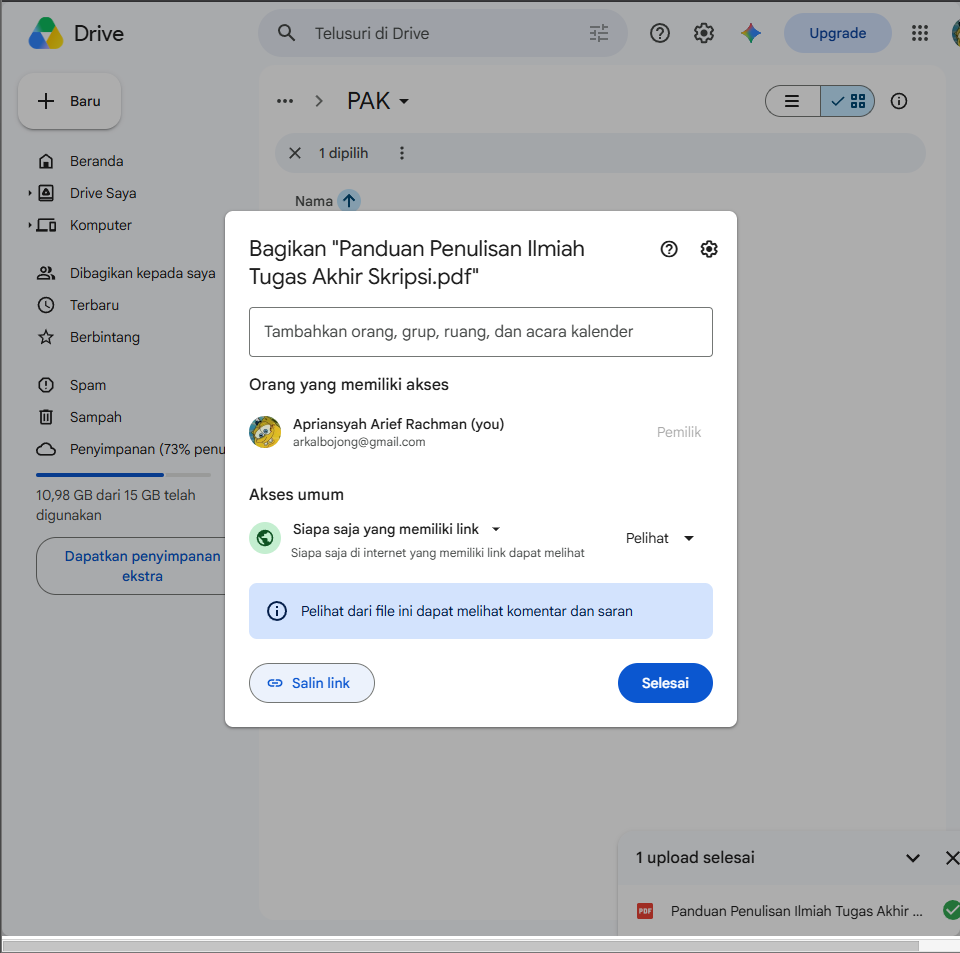 Drive
Telusuri di Drive
Upgrade
Baru
PAK
1 dipilih
Nama
Beranda
Drive Saya
Komputer
Dibagikan kepada saya
Terbaru
Berbintang
Spam
Sampah
Penyimpanan (73% penu
10,98 GB dari 15 GB telah
digunakan
Dapatkan penyimpanan
ekstra
Bagikan "Panduan Penulisan Ilmiah
Tugas Akhir Skripsi.pdf"
Tambahkan orang, grup, ruang, dan acara kalender
Orang yang memiliki akses
Apriansyah Arief Rachman (you)
arkalbojong@gmail.com
Pemilik
Akses umum
Siapa saja yang memiliki link
Siapa saja di internet yang memiliki link dapat melihat
Pelihat
Pelihat dari file ini dapat melihat komentar dan saran
Salin link
Selesai
1 upload selesai
PDF
Panduan Penulisan Ilmiah Tugas Akhir ...